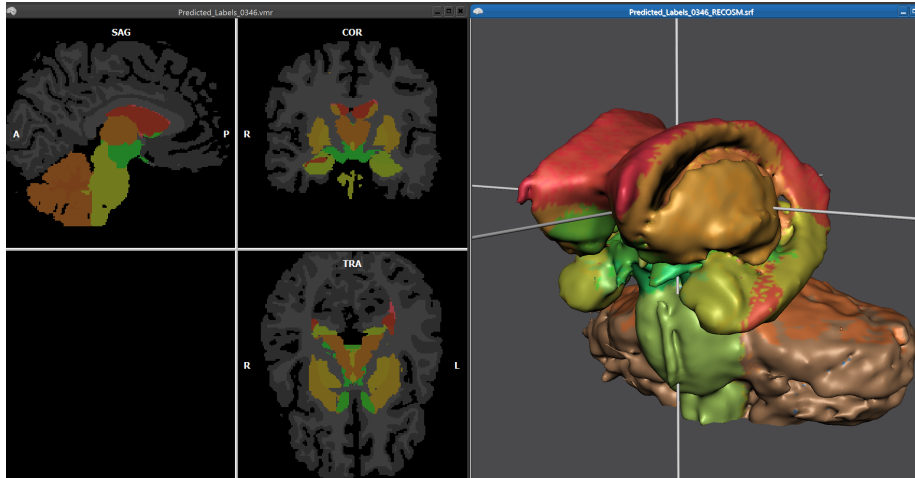 Predicted_Labels_0346.vmr
Predicted_Labels_0346_RECOSM.srf
SAG
COR
A
P
R
TRA
R
L